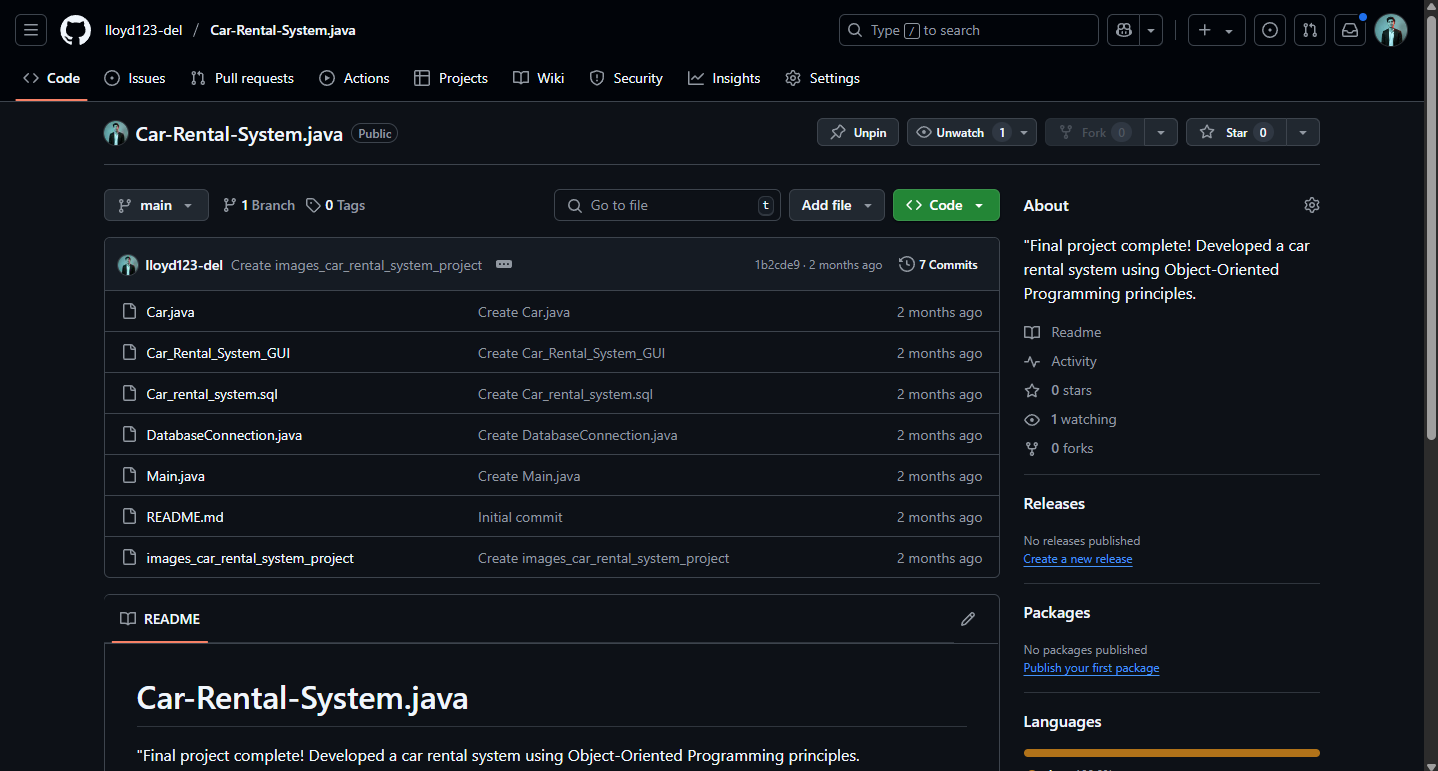 lloyd123-del / Car-Rental-System.java
Type / to search
Code Issues Pull requests Actions Projects Wiki Security Insights Settings
Car-Rental-System.java Public
Unpin Unwatch 1 Fork 0 Star 0
main 1 Branch 0 Tags
Go to file t Add file Code
lloyd123-del Create images_car_rental_system_project 1b2cde9 · 2 months ago 7 Commits
Car.java Create Car.java 2 months ago
Car_Rental_System_GUI Create Car_Rental_System_GUI 2 months ago
Car_rental_system.sql Create Car_rental_system.sql 2 months ago
DatabaseConnection.java Create DatabaseConnection.java 2 months ago
Main.java Create Main.java 2 months ago
README.md Initial commit 2 months ago
images_car_rental_system_project Create images_car_rental_system_project 2 months ago
README
Car-Rental-System.java
"Final project complete! Developed a car rental system using Object-Oriented Programming principles.
About
"Final project complete! Developed a car
rental system using Object-Oriented
Programming principles.
Readme
Activity
0 stars
1 watching
0 forks
Releases
No releases published
Create a new release
Packages
No packages published
Publish your first package
Languages